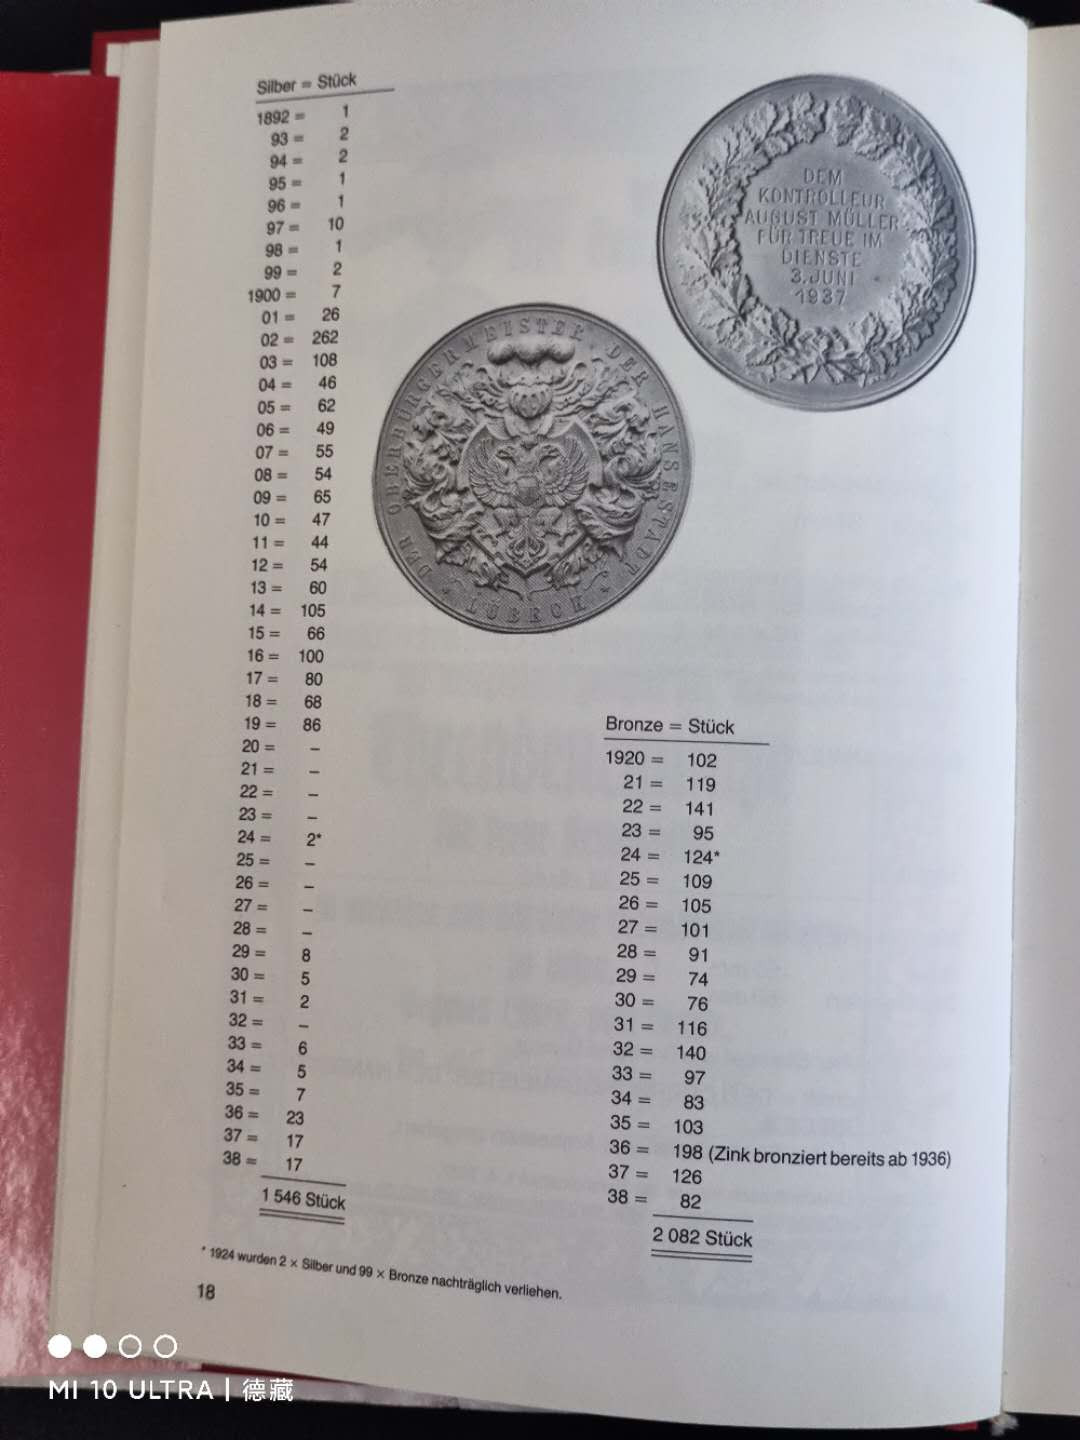 Silber = Stück
1892 = 1
93 = 2
94 = 2
95 = 1
96 = 1
97 = 10
98 = 1
99 = 2
1900 = 7
01 = 26
02 = 262
03 = 108
04 = 46
05 = 62
06 = 49
07 = 55
08 = 54
09 = 65
10 = 47
11 = 44
12 = 54
13 = 60
14 = 105
15 = 66
16 = 100
17 = 80
18 = 68
19 = 86
20 = –
21 = –
22 = –
23 = –
24 = 2*
25 = –
26 = –
27 = –
28 = –
29 = 8
30 = 5
31 = 2
32 = –
33 = 6
34 = 5
35 = 7
36 = 23
37 = 17
38 = 17
1 546 Stück
DEM
KONTROLLEUR
AUGUST MÜLLER
FÜR TREUE IM
DIENSTE
3. JUNI
1937
DER OBERBÜRGERMEISTER DER HANSESTADT
* LÜBECK *
Bronze = Stück
1920 = 102
21 = 119
22 = 141
23 = 95
24 = 124*
25 = 109
26 = 105
27 = 101
28 = 91
29 = 74
30 = 76
31 = 116
32 = 140
33 = 97
34 = 83
35 = 103
36 = 198 (Zink bronziert bereits ab 1936)
37 = 126
38 = 82
2 082 Stück
* 1924 wurden 2 × Silber und 99 × Bronze nachträglich verliehen.
18
MI 10 ULTRA | 德藏